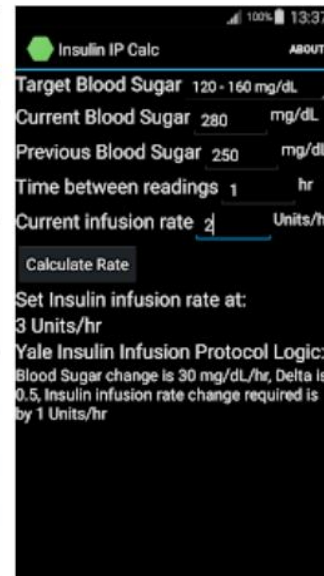 100% 13:37
Insulin IP Calc ABOUT
Target Blood Sugar 120 - 160 mg/dL
Current Blood Sugar 280 mg/dL
Previous Blood Sugar 250 mg/dL
Time between readings 1 hr
Current infusion rate 2 Units/h
Calculate Rate
Set Insulin infusion rate at:
3 Units/hr
Yale Insulin Infusion Protocol Logic:
Blood Sugar change is 30 mg/dL/hr, Delta is
0.5, Insulin infusion rate change required is
by 1 Units/hr